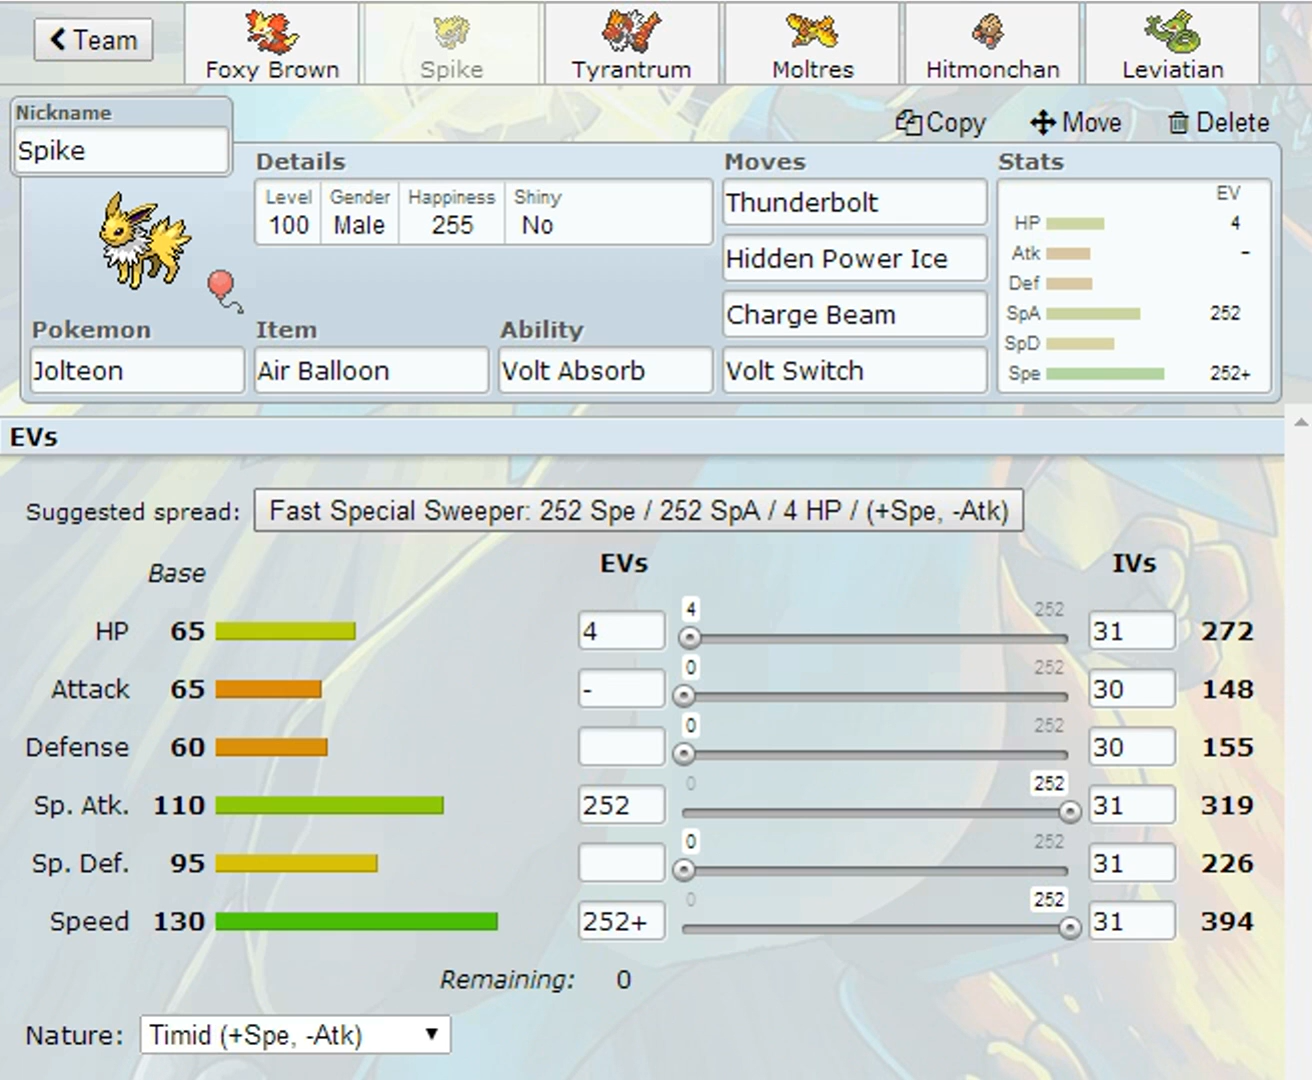 Team
Foxy Brown
Spike
Tyrantrum
Moltres
Hitmonchan
Leviatian
Nickname
Spike
Copy
Move
Delete
Details
Level Gender Happiness Shiny
100 Male 255 No
Pokemon
Jolteon
Item
Air Balloon
Ability
Volt Absorb
Moves
Thunderbolt
Hidden Power Ice
Charge Beam
Volt Switch
Stats
EV
HP 4
Atk -
Def
SpA 252
SpD
Spe 252+
EVs
Suggested spread: Fast Special Sweeper: 252 Spe / 252 SpA / 4 HP / (+Spe, -Atk)
Base EVs IVs
HP 65 4 4 252 31 272
Attack 65 - 0 252 30 148
Defense 60 0 252 30 155
Sp. Atk. 110 252 0 252 31 319
Sp. Def. 95 0 252 31 226
Speed 130 252+ 0 252 31 394
Remaining: 0
Nature: Timid (+Spe, -Atk)